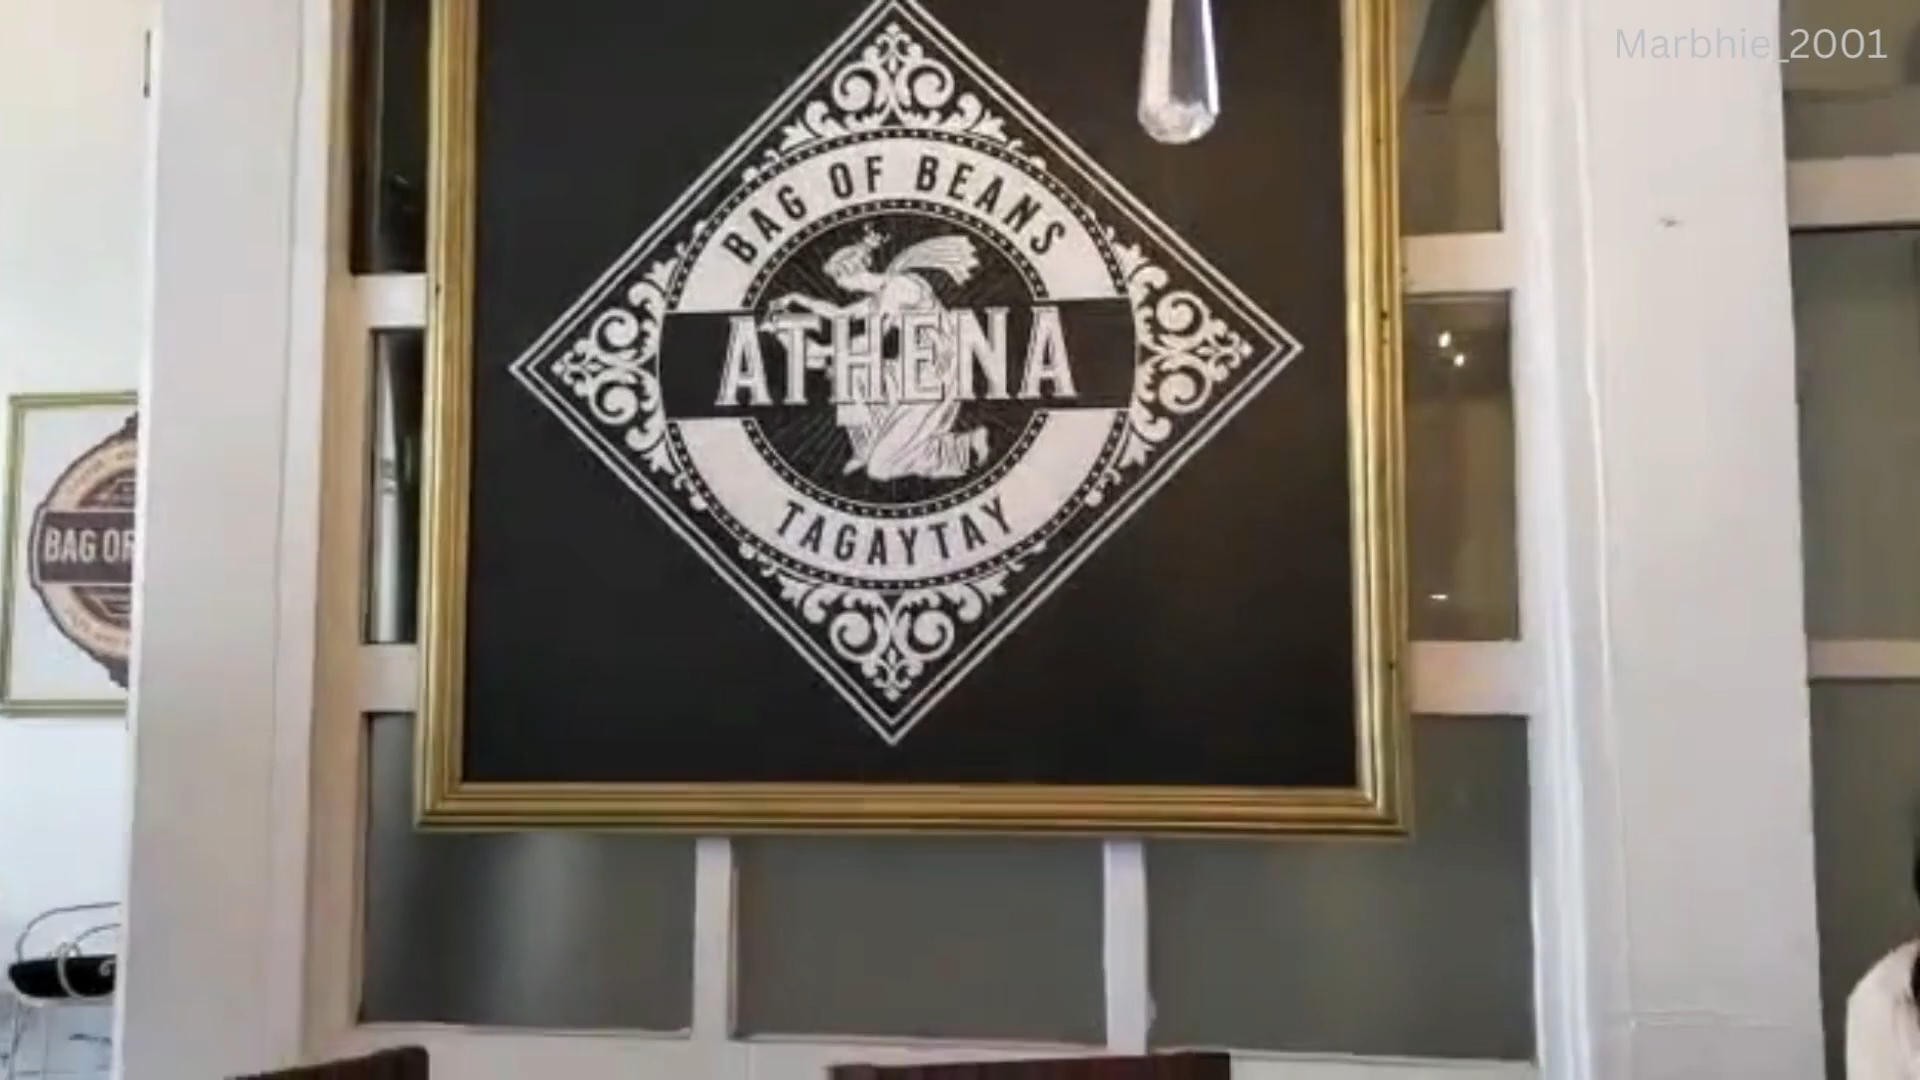 Marbhie_2001
BAG OF BEANS
ATHENA
TAGAYTAY
BAG OF